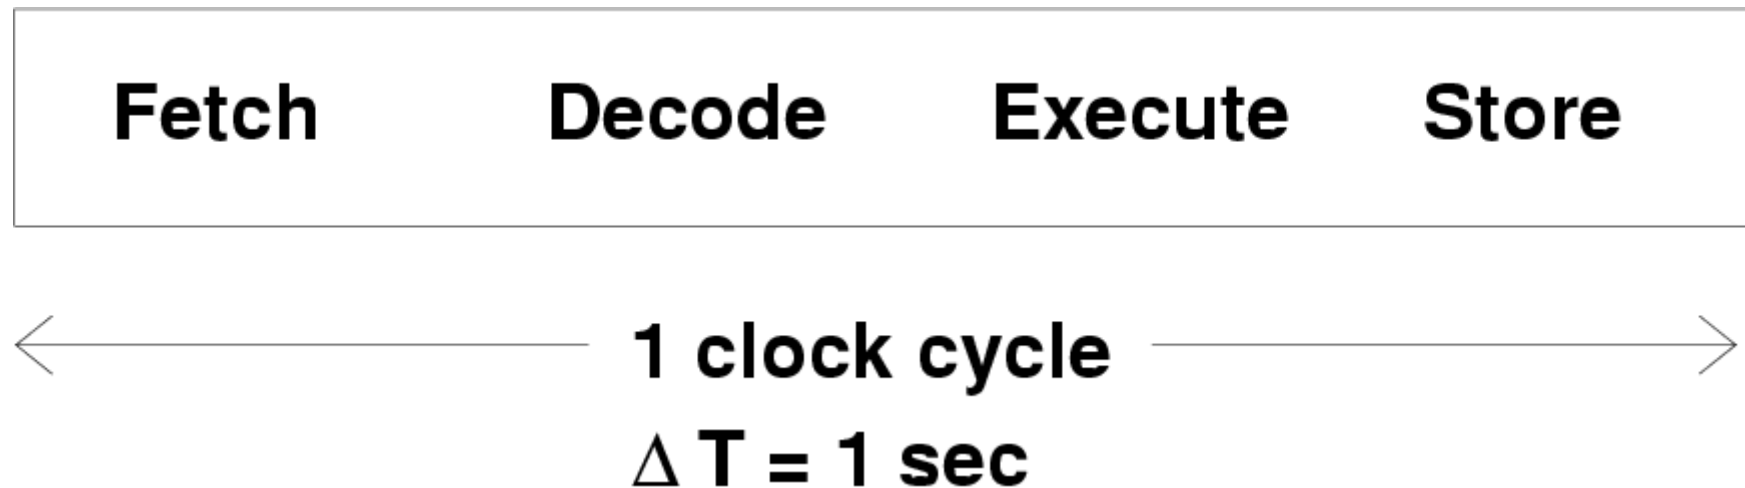 Fetch Decode Execute Store
1 clock cycle
Δ T = 1 sec